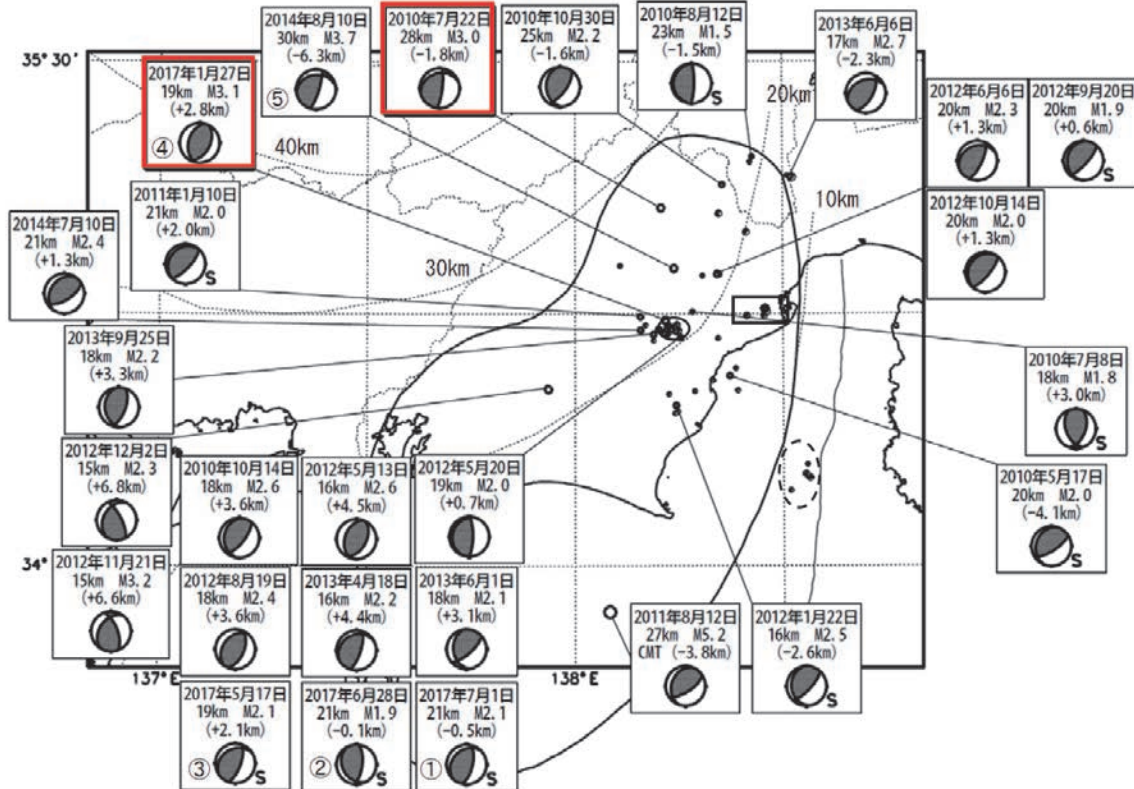 35° 30'
34°
137°E
138°E
40km
30km
20km
10km
2014年8月10日
30km M3.7
(-6.3km)
⑤
2010年7月22日
28km M3.0
(-1.8km)
2010年10月30日
25km M2.2
(-1.6km)
2010年8月12日
23km M1.5
(-1.5km)
S
2013年6月6日
17km M2.7
(-2.3km)
2017年1月27日
19km M3.1
(+2.8km)
④
2012年6月6日
20km M2.3
(+1.3km)
2012年9月20日
20km M1.9
(+0.6km)
S
2011年1月10日
21km M2.0
(+2.0km)
S
2012年10月14日
20km M2.0
(+1.3km)
2014年7月10日
21km M2.4
(+1.3km)
2013年9月25日
18km M2.2
(+3.3km)
2010年7月8日
18km M1.8
(+3.0km)
S
2012年12月2日
15km M2.3
(+6.8km)
2010年10月14日
18km M2.6
(+3.6km)
2012年5月13日
16km M2.6
(+4.5km)
2012年5月20日
19km M2.0
(+0.7km)
2010年5月17日
20km M2.0
(-4.1km)
S
2012年11月21日
15km M3.2
(+6.6km)
2012年8月19日
18km M2.4
(+3.6km)
2013年4月18日
16km M2.2
(+4.4km)
2013年6月1日
18km M2.1
(+3.1km)
2011年8月12日
27km M5.2
CMT (-3.8km)
2012年1月22日
16km M2.5
(-2.6km)
S
2017年5月17日
19km M2.1
(+2.1km)
③
S
2017年6月28日
21km M1.9
(-0.1km)
②
S
2017年7月1日
21km M2.1
(-0.5km)
①
S